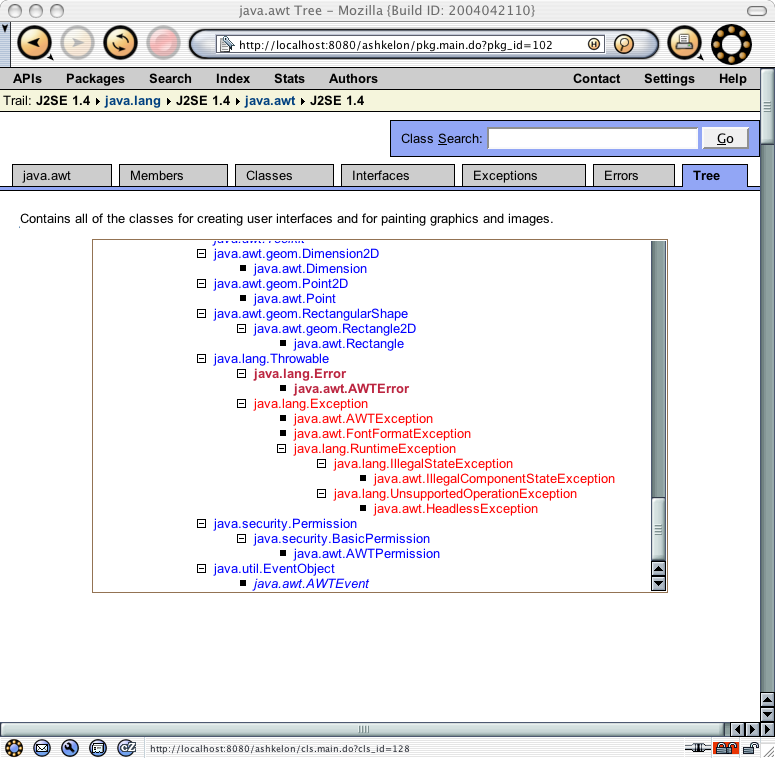 java.awt Tree – Mozilla {Build ID: 2004042110}
http://localhost:8080/ashkelon/pkg.main.do?pkg_id=102
APIs Packages Search Index Stats Authors Contact Settings Help
Trail: J2SE 1.4 java.lang J2SE 1.4 java.awt J2SE 1.4
Class Search: Go
java.awt Members Classes Interfaces Exceptions Errors Tree
Contains all of the classes for creating user interfaces and for painting graphics and images.
java.awt.Toolkit
java.awt.geom.Dimension2D
java.awt.Dimension
java.awt.geom.Point2D
java.awt.Point
java.awt.geom.RectangularShape
java.awt.geom.Rectangle2D
java.awt.Rectangle
java.lang.Throwable
java.lang.Error
java.awt.AWTError
java.lang.Exception
java.awt.AWTException
java.awt.FontFormatException
java.lang.RuntimeException
java.lang.IllegalStateException
java.awt.IllegalComponentStateException
java.lang.UnsupportedOperationException
java.awt.HeadlessException
java.security.Permission
java.security.BasicPermission
java.awt.AWTPermission
java.util.EventObject
java.awt.AWTEvent
http://localhost:8080/ashkelon/cls.main.do?cls_id=128